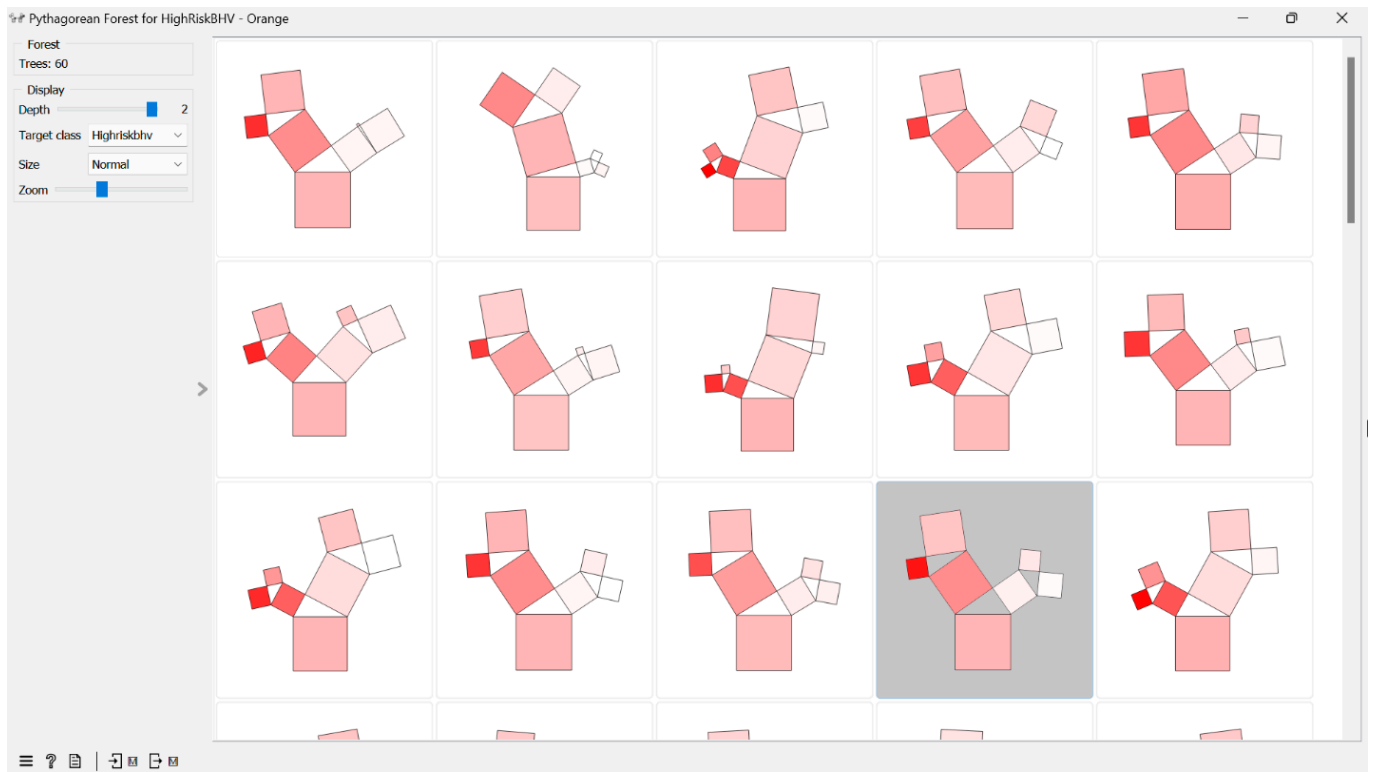 Pythagorean Forest for HighRiskBHV - Orange
Forest
Trees: 60
Display
Depth 2
Target class Highriskbhv
Size Normal
Zoom
M M